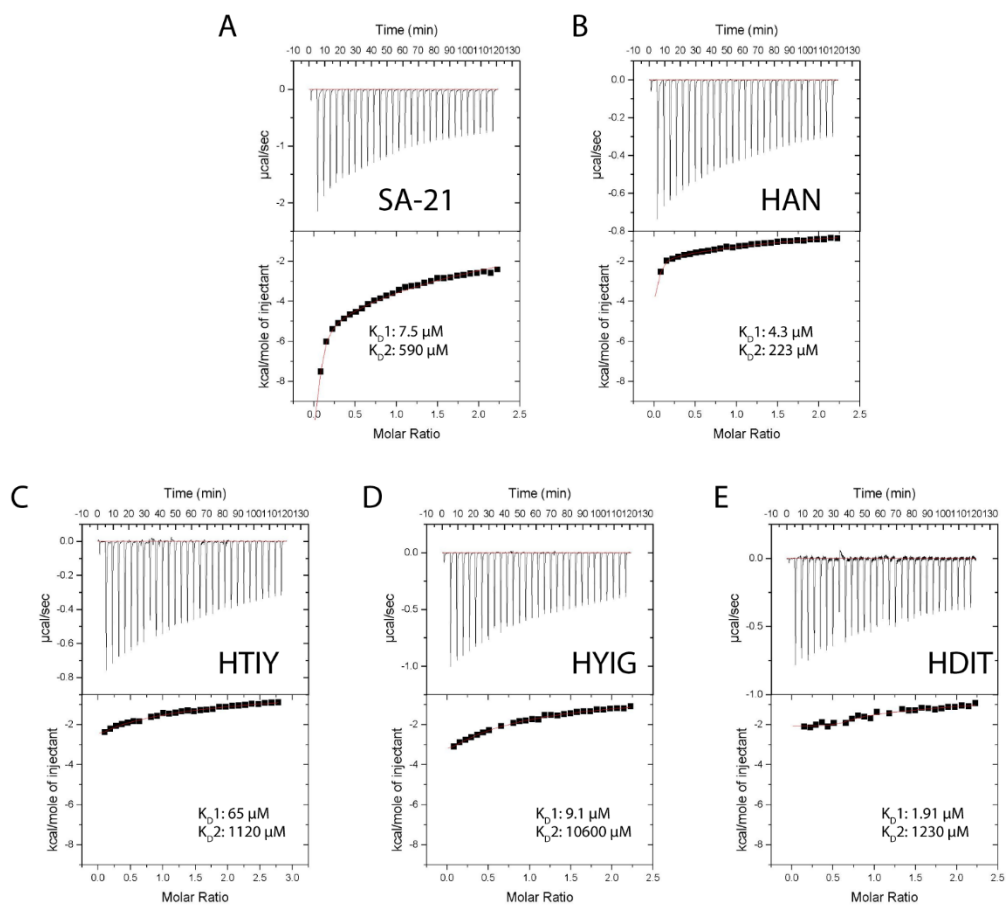 A
Time (min)
-10 0 10 20 30 40 50 60 70 80 90 100 110 120 130
0
-1
-2
µcal/sec
SA-21
-2
-4
-6
-8
kcal/mole of injectant
K_D1: 7.5 µM
K_D2: 590 µM
0.0 0.5 1.0 1.5 2.0 2.5
Molar Ratio
B
Time (min)
-10 0 10 20 30 40 50 60 70 80 90 100 110 120 130
0.0
-0.2
-0.4
-0.6
-0.8
µcal/sec
HAN
-2
-4
-6
-8
kcal/mole of injectant
K_D1: 4.3 µM
K_D2: 223 µM
0.0 0.5 1.0 1.5 2.0 2.5
Molar Ratio
C
Time (min)
-10 0 10 20 30 40 50 60 70 80 90 100 110 120 130
0.0
-0.2
-0.4
-0.6
-0.8
µcal/sec
HTIY
-2
-4
-6
-8
kcal/mole of injectant
K_D1: 65 µM
K_D2: 1120 µM
0.0 0.5 1.0 1.5 2.0 2.5 3.0
Molar Ratio
D
Time (min)
-10 0 10 20 30 40 50 60 70 80 90 100 110 120 130
0.0
-0.5
-1.0
µcal/sec
HYIG
-2
-4
-6
-8
kcal/mole of injectant
K_D1: 9.1 µM
K_D2: 10600 µM
0.0 0.5 1.0 1.5 2.0 2.5
Molar Ratio
E
Time (min)
-10 0 10 20 30 40 50 60 70 80 90 100 110 120 130
0.0
-0.5
-1.0
µcal/sec
HDIT
-2
-4
-6
-8
kcal/mole of injectant
K_D1: 1.91 µM
K_D2: 1230 µM
0.0 0.5 1.0 1.5 2.0 2.5
Molar Ratio